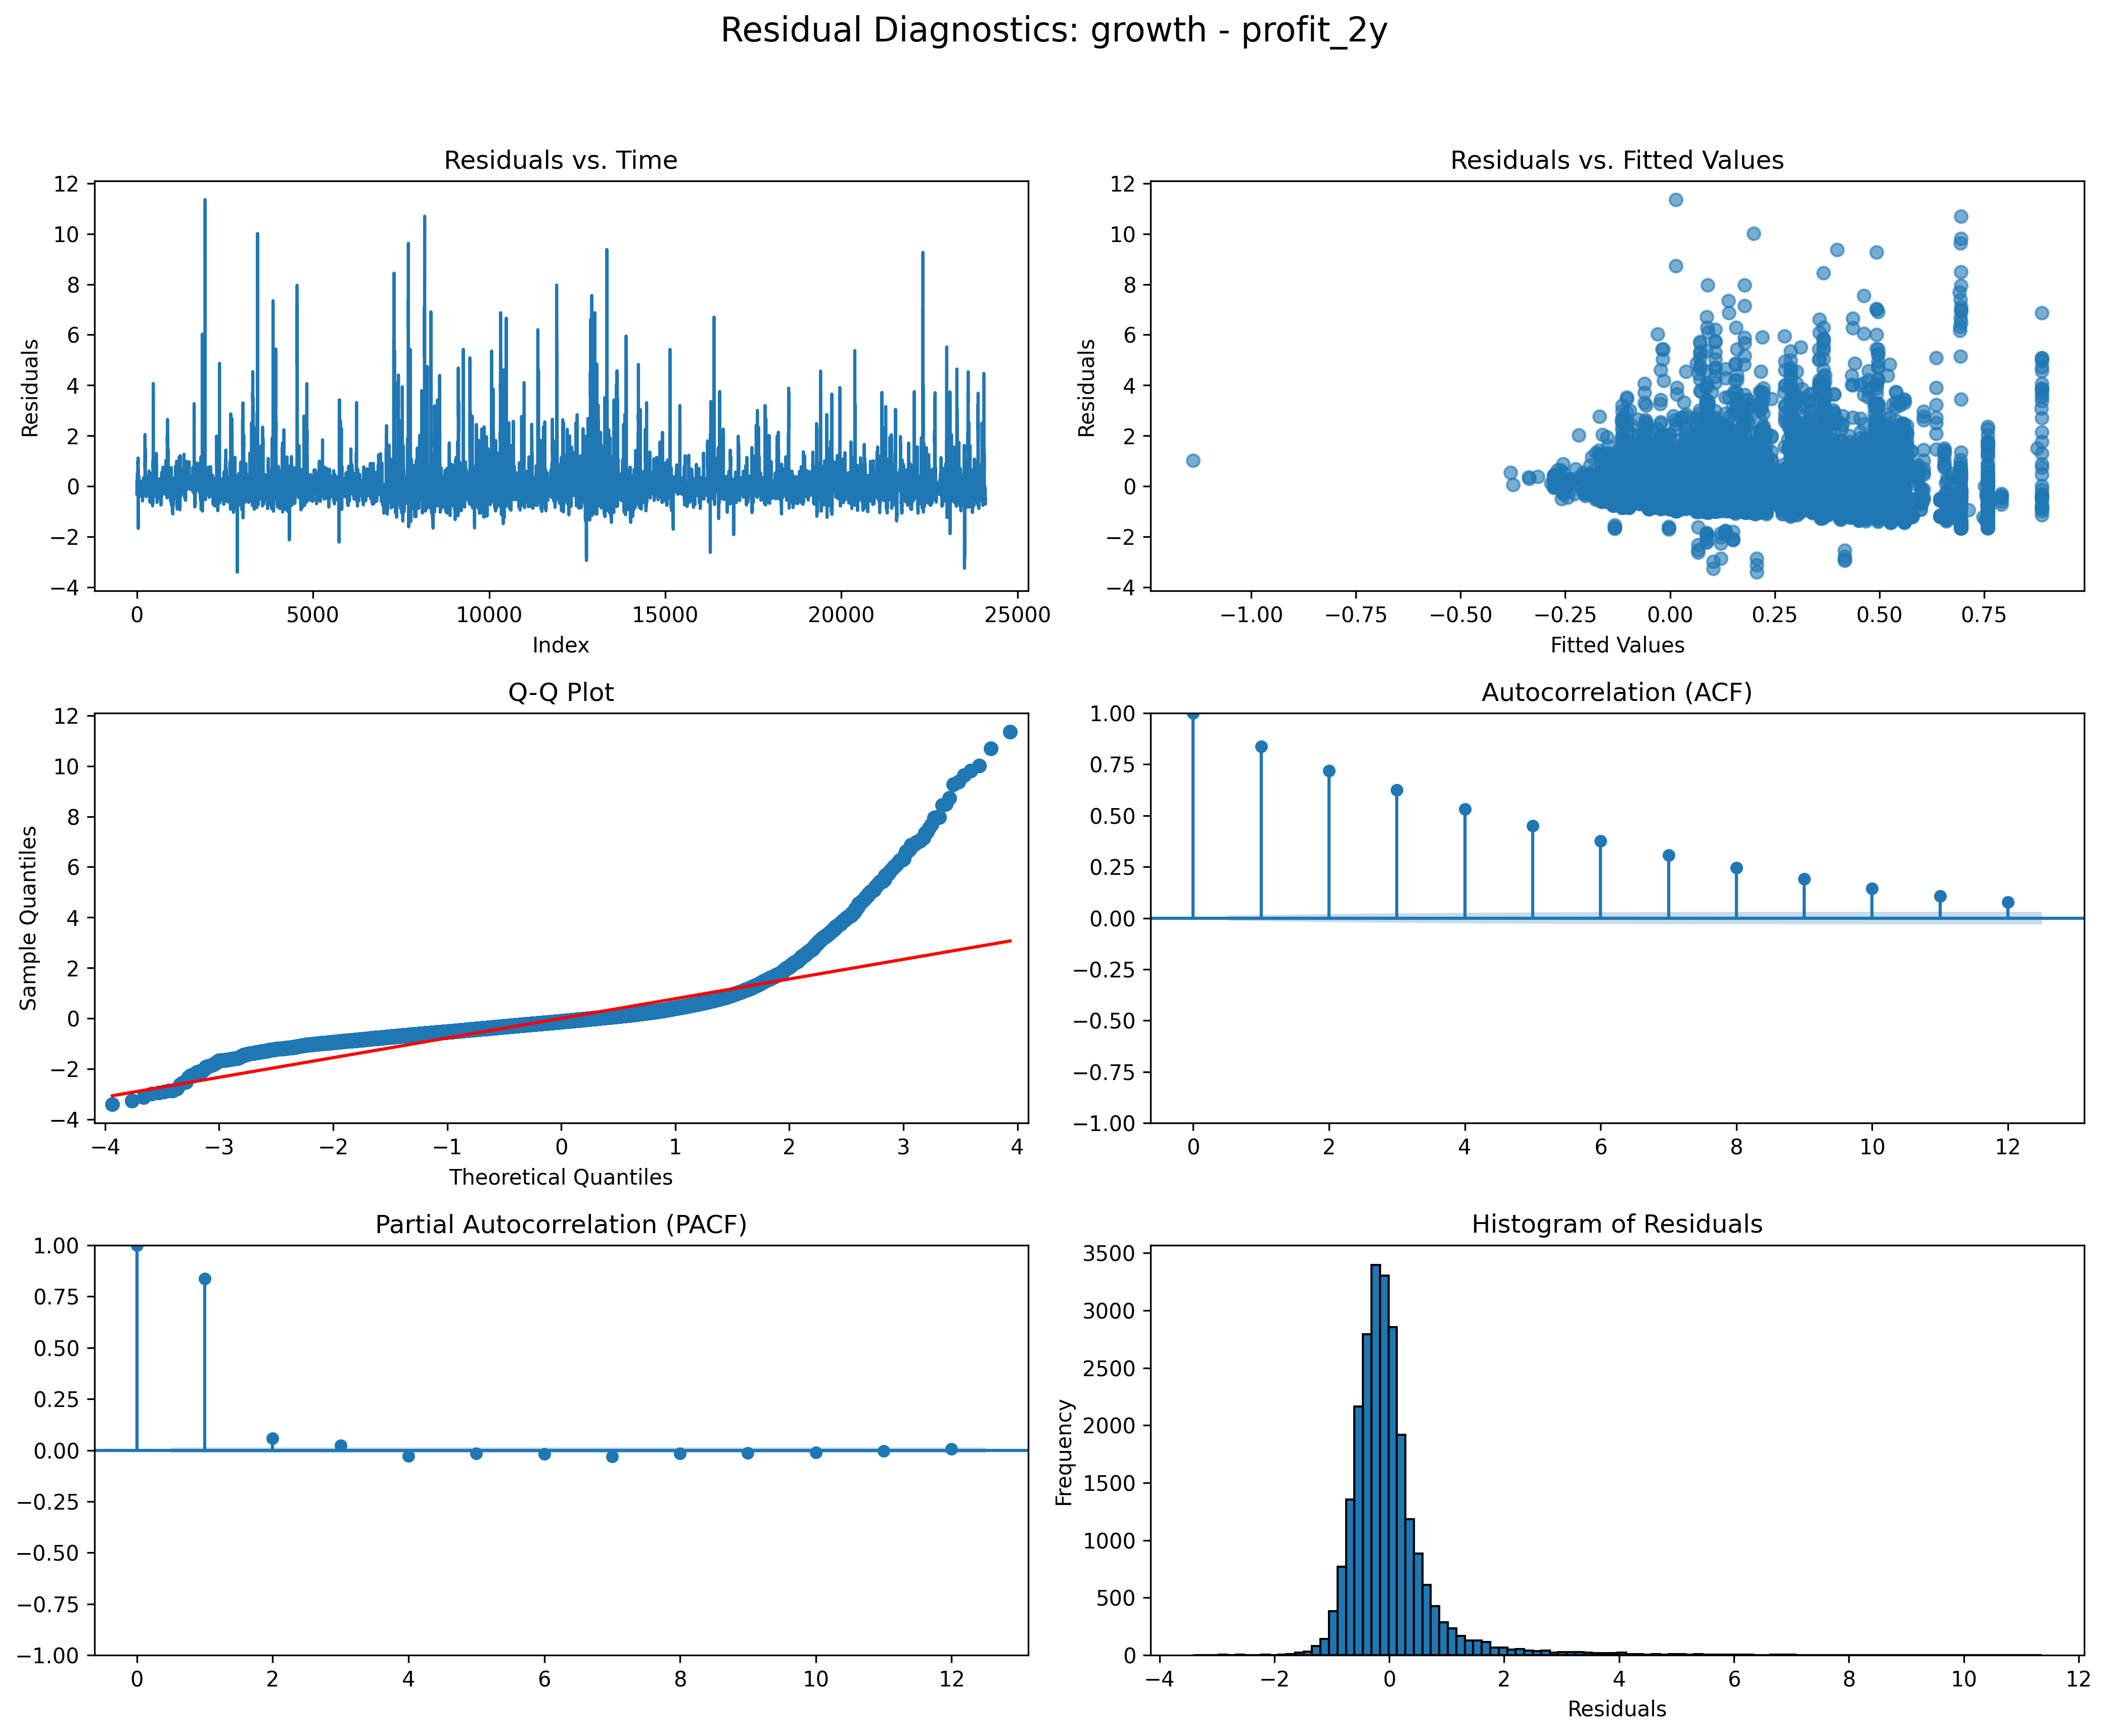 Residual Diagnostics: growth - profit_2y
Residuals vs. Time
Residuals
12
10
8
6
4
2
0
−2
−4
0 5000 10000 15000 20000 25000
Index
Residuals vs. Fitted Values
Residuals
12
10
8
6
4
2
0
−2
−4
−1.00 −0.75 −0.50 −0.25 0.00 0.25 0.50 0.75
Fitted Values
Q-Q Plot
Sample Quantiles
12
10
8
6
4
2
0
−2
−4
−4 −3 −2 −1 0 1 2 3 4
Theoretical Quantiles
Autocorrelation (ACF)
1.00
0.75
0.50
0.25
0.00
−0.25
−0.50
−0.75
−1.00
0 2 4 6 8 10 12
Partial Autocorrelation (PACF)
1.00
0.75
0.50
0.25
0.00
−0.25
−0.50
−0.75
−1.00
0 2 4 6 8 10 12
Histogram of Residuals
Frequency
3500
3000
2500
2000
1500
1000
500
0
−4 −2 0 2 4 6 8 10 12
Residuals